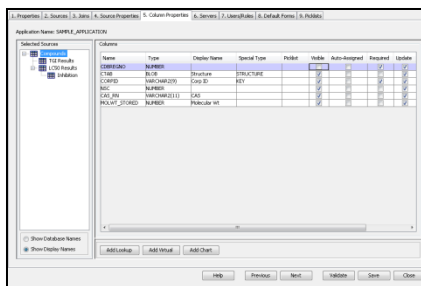 1. Properties 2. Sources 3. Joins 4. Source Properties 5. Column Properties 6. Servers 7. Users/Rules 8. Default Forms 9. Picklists
Application Name: SAMPLE_APPLICATION
Selected Sources
Compounds
TGI Results
LC50 Results
Inhibition
Show Database Names
Show Display Names
Columns
Name Type Display Name Special Type Picklist Visible Auto-Assigned Required Update
CDBREGNO NUMBER
CTAB BLOB Structure STRUCTURE
CORPID VARCHAR2(9) Corp ID KEY
NSC NUMBER
CAS_RN VARCHAR2(11) CAS
MOLWT_STORED NUMBER Molecular Wt
Add Lookup Add Virtual Add Chart
Help Previous Next Validate Save Close